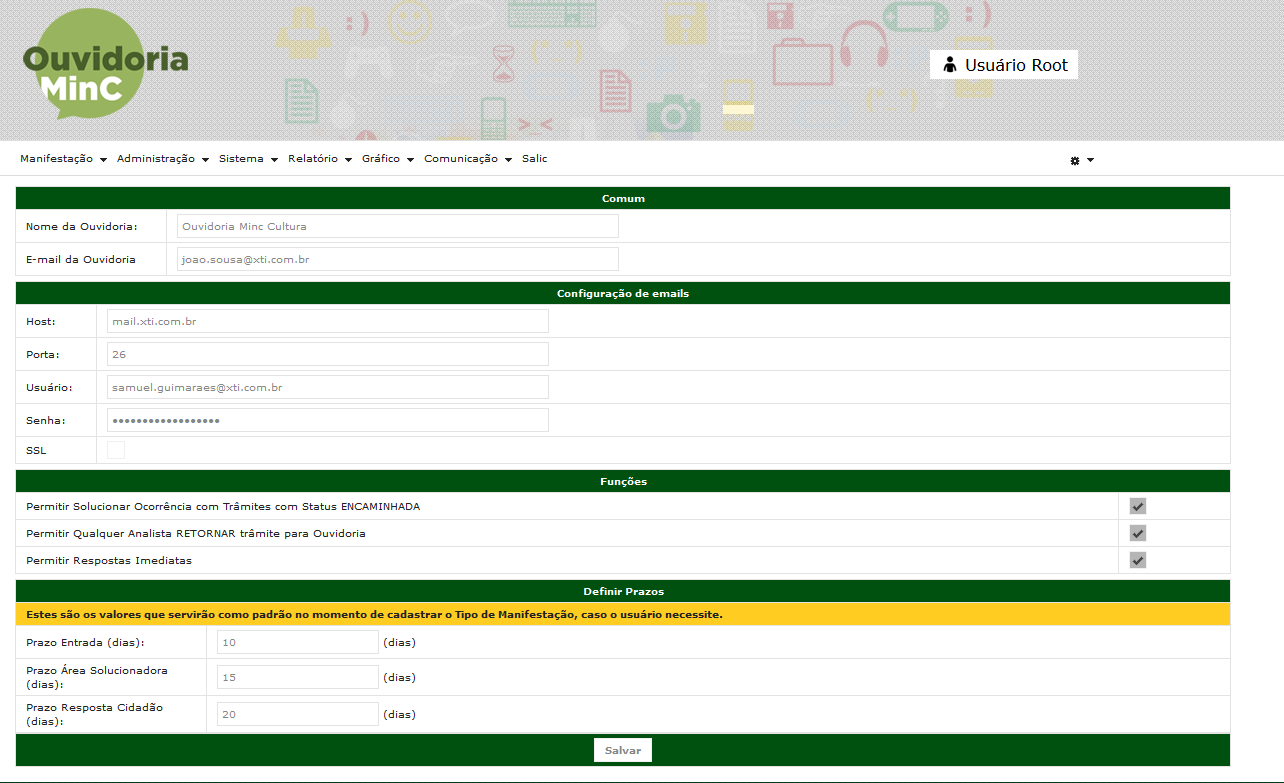 Ouvidoria
MinC
Usuário Root
Manifestação Administração Sistema Relatório Gráfico Comunicação Salic
Comum
Nome da Ouvidoria: Ouvidoria Minc Cultura
E-mail da Ouvidoria joao.sousa@xti.com.br
Configuração de emails
Host: mail.xti.com.br
Porta: 26
Usuário: samuel.guimaraes@xti.com.br
Senha: ••••••••••••••••••
SSL
Funções
Permitir Solucionar Ocorrência com Trâmites com Status ENCAMINHADA
Permitir Qualquer Analista RETORNAR trâmite para Ouvidoria
Permitir Respostas Imediatas
Definir Prazos
Estes são os valores que servirão como padrão no momento de cadastrar o Tipo de Manifestação, caso o usuário necessite.
Prazo Entrada (dias): 10 (dias)
Prazo Área Solucionadora
(dias): 15 (dias)
Prazo Resposta Cidadão
(dias): 20 (dias)
Salvar